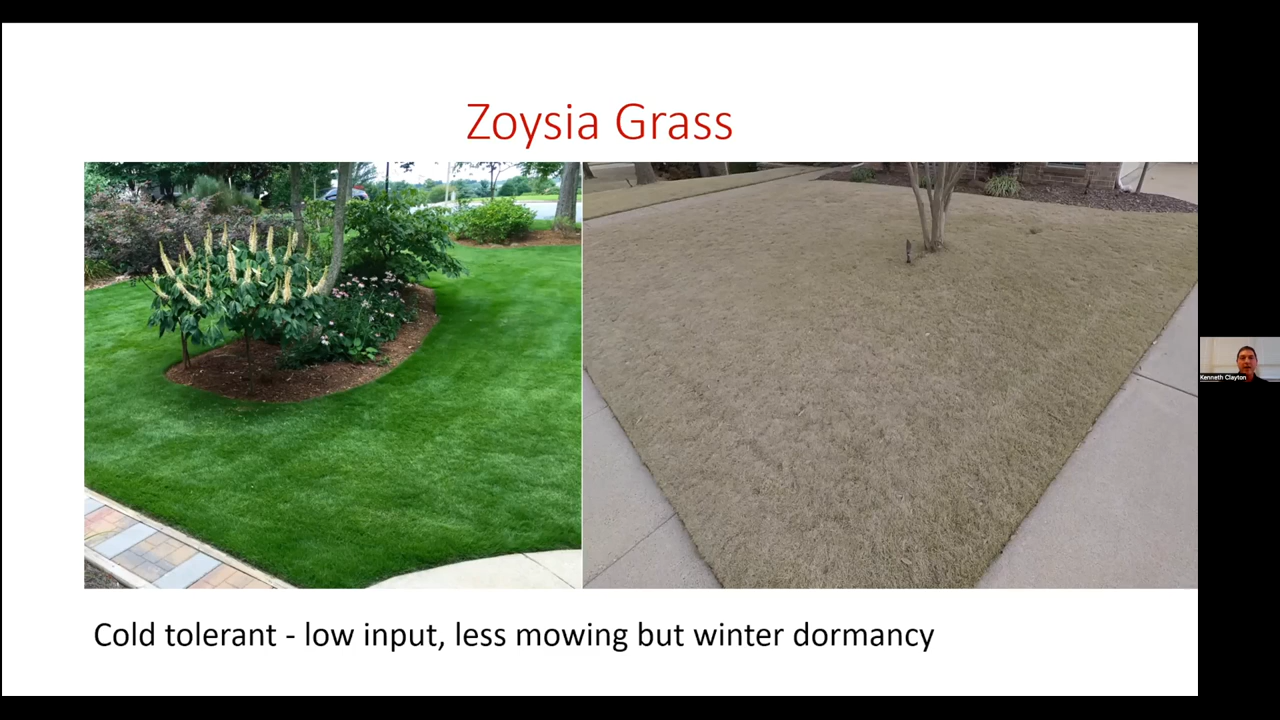 Zoysia Grass
Kenneth Clayton
Cold tolerant - low input, less mowing but winter dormancy